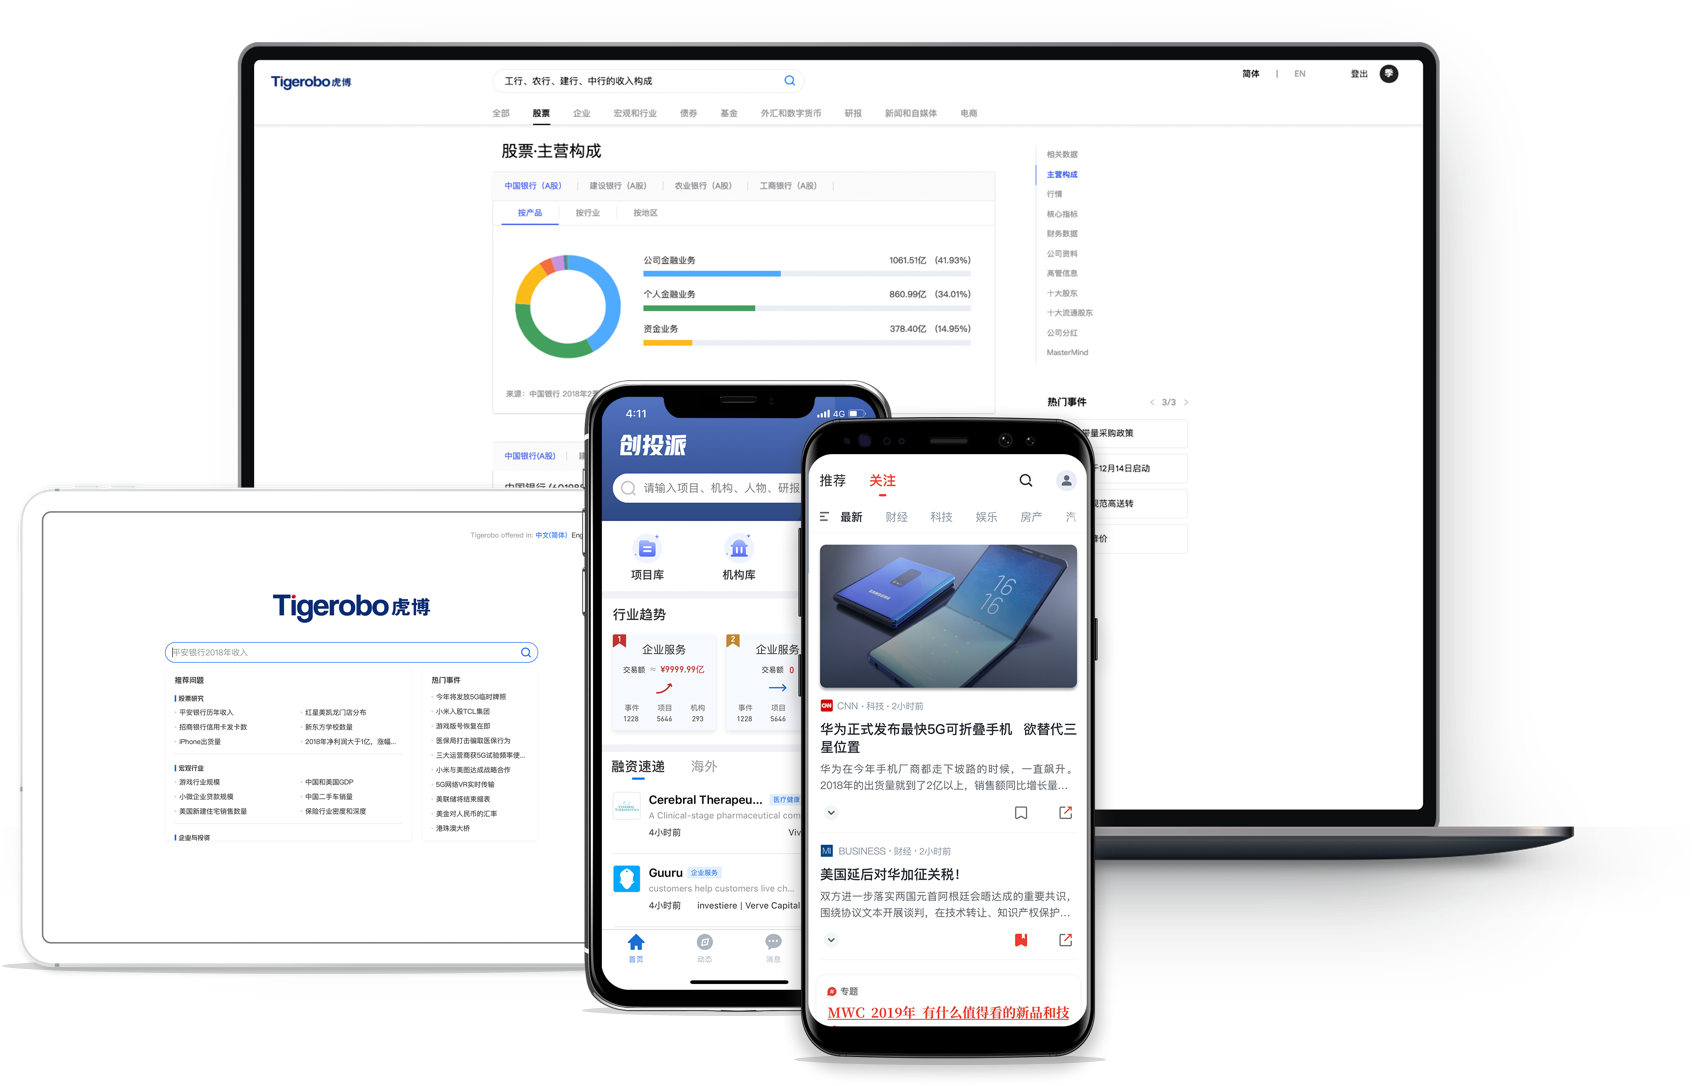 Tigerobo虎博
工行、农行、建行、中行的收入构成
简体 | EN
登出
季
全部 股票 企业 宏观和行业 债券 基金 外汇和数字货币 研报 新闻和自媒体 电商
股票·主营构成
中国银行（A股） 建设银行（A股） 农业银行（A股） 工商银行（A股）
按产品 按行业 按地区
公司金融业务 1061.51亿 (41.93%)
个人金融业务 860.99亿 (34.01%)
资金业务 378.40亿 (14.95%)
来源：中国银行 2018年2季
中国银行(A股)
相关数据
主营构成
行情
核心指标
财务数据
公司资料
高管信息
十大股东
十大流通股东
公司分红
MasterMind
热门事件 3/3
带量采购政策
12月14日启动
规范高送转
降价
Tigerobo offered in: 中文(简体) Eng
Tigerobo虎博
平安银行2018年收入
推荐问题
股票研究
· 平安银行历年收入
· 红星美凯龙门店分布
· 招商银行信用卡发卡数
· 新东方学校数量
· iPhone出货量
· 2018年净利润大于1亿，涨幅...
宏观行业
· 游戏行业规模
· 中国和美国GDP
· 小微企业贷款规模
· 中国二手车销量
· 美国新建住宅销售数量
· 保险行业密度和深度
企业与投资
热门事件
· 今年将发放5G临时牌照
· 小米入股TCL集团
· 游戏版号恢复在即
· 医保局打击骗取医保行为
· 三大运营商获5G试验频率使...
· 小米与美图达成战略合作
· 5G网络VR实时传输
· 美联储将结束缩表
· 美金对人民币的汇率
· 港珠澳大桥
4:11
4G
创投派
请输入项目、机构、人物、研报
项目库 机构库
行业趋势
1
企业服务
交易额 ≈ ¥9999.99亿
事件 项目 机构
1228 5646 293
2
企业服务
交易额 0
事件 项目
1228 5646
融资速递 海外
Cerebral Therapeu... 医疗健康
A Clinical-stage pharmaceutical com
4小时前 Viv
Guuru 企业服务
customers help customers live ch...
4小时前 investiere | Verve Capital
首页 动态 消息
推荐 关注
最新 财经 科技 娱乐 房产 汽
SAMSUNG
16
16
CNN · 科技 · 2小时前
华为正式发布最快5G可折叠手机 欲替代三
星位置
华为在今年手机厂商都走下坡路的时候，一直飙升。
2018年的出货量就到了2亿以上，销售额同比增长量...
MI BUSINESS · 财经 · 2小时前
美国延后对华加征关税！
双方进一步落实两国元首阿根廷会晤达成的重要共识，
围绕协议文本开展谈判，在技术转让、知识产权保护...
专题
MWC 2019年 有什么值得看的新品和技